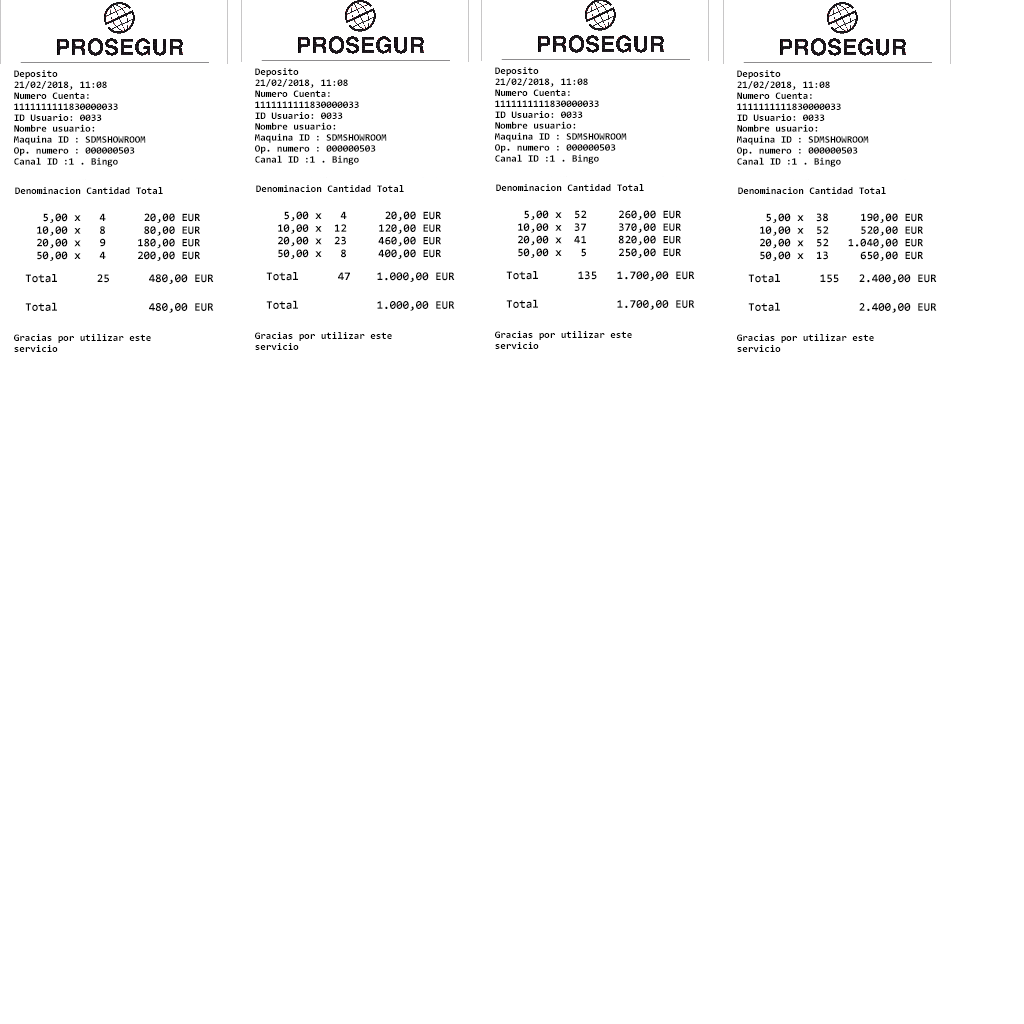 PROSEGUR
Deposito
21/02/2018, 11:08
Numero Cuenta:
1111111111830000033
ID Usuario: 0033
Nombre usuario:
Maquina ID : SDMSHOWROOM
Op. numero : 000000503
Canal ID :1 . Bingo
Denominacion Cantidad Total
5,00 x 4 20,00 EUR
10,00 x 8 80,00 EUR
20,00 x 9 180,00 EUR
50,00 x 4 200,00 EUR
Total 25 480,00 EUR
Total 480,00 EUR
Gracias por utilizar este
servicio
PROSEGUR
Deposito
21/02/2018, 11:08
Numero Cuenta:
1111111111830000033
ID Usuario: 0033
Nombre usuario:
Maquina ID : SDMSHOWROOM
Op. numero : 000000503
Canal ID :1 . Bingo
Denominacion Cantidad Total
5,00 x 4 20,00 EUR
10,00 x 12 120,00 EUR
20,00 x 23 460,00 EUR
50,00 x 8 400,00 EUR
Total 47 1.000,00 EUR
Total 1.000,00 EUR
Gracias por utilizar este
servicio
PROSEGUR
Deposito
21/02/2018, 11:08
Numero Cuenta:
1111111111830000033
ID Usuario: 0033
Nombre usuario:
Maquina ID : SDMSHOWROOM
Op. numero : 000000503
Canal ID :1 . Bingo
Denominacion Cantidad Total
5,00 x 52 260,00 EUR
10,00 x 37 370,00 EUR
20,00 x 41 820,00 EUR
50,00 x 5 250,00 EUR
Total 135 1.700,00 EUR
Total 1.700,00 EUR
Gracias por utilizar este
servicio
PROSEGUR
Deposito
21/02/2018, 11:08
Numero Cuenta:
1111111111830000033
ID Usuario: 0033
Nombre usuario:
Maquina ID : SDMSHOWROOM
Op. numero : 000000503
Canal ID :1 . Bingo
Denominacion Cantidad Total
5,00 x 38 190,00 EUR
10,00 x 52 520,00 EUR
20,00 x 52 1.040,00 EUR
50,00 x 13 650,00 EUR
Total 155 2.400,00 EUR
Total 2.400,00 EUR
Gracias por utilizar este
servicio